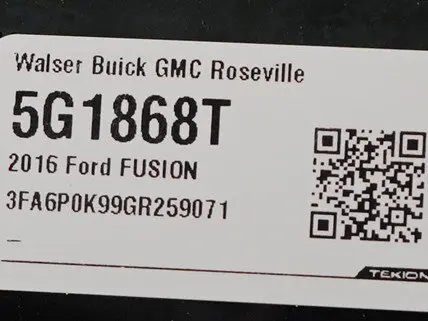 Walser Buick GMC Roseville
5G1868T
2016 Ford FUSION
3FA6P0K99GR259071
_
TEKION